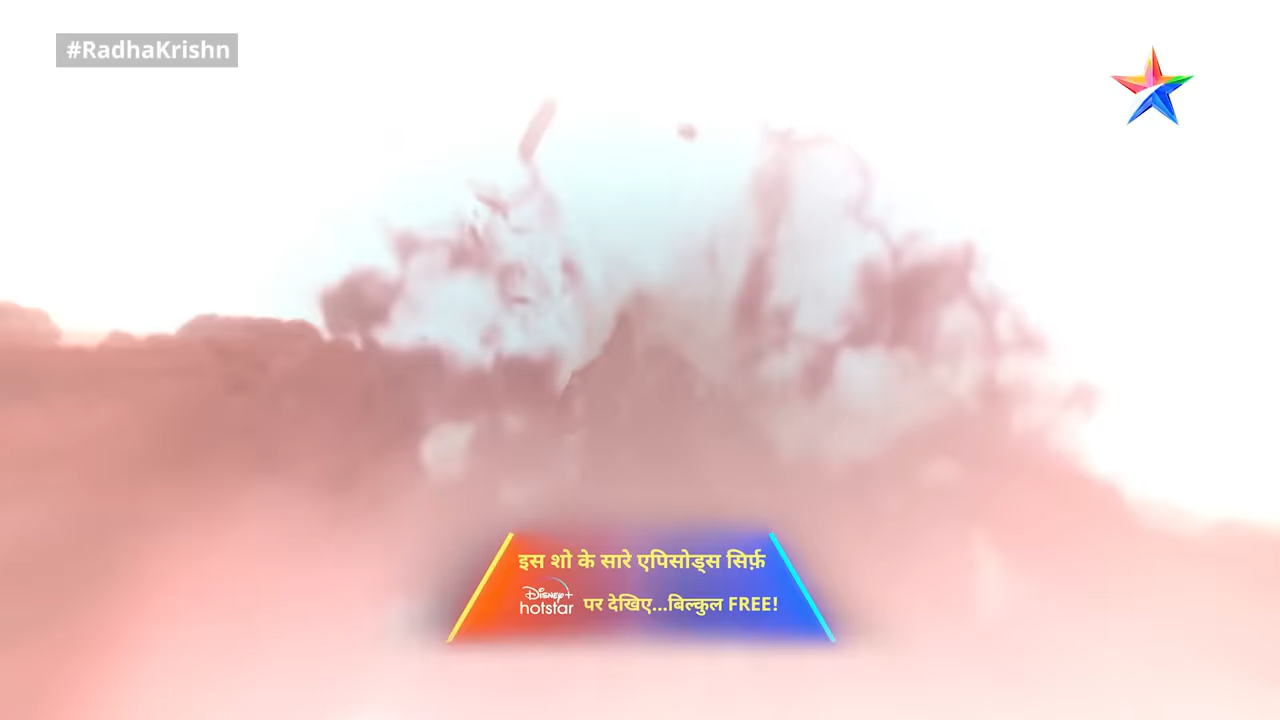 #RadhaKrishn
इस शो के सारे एपिसोड्स सिर्फ़
Disney+ hotstar पर देखिए...बिल्कुल FREE!